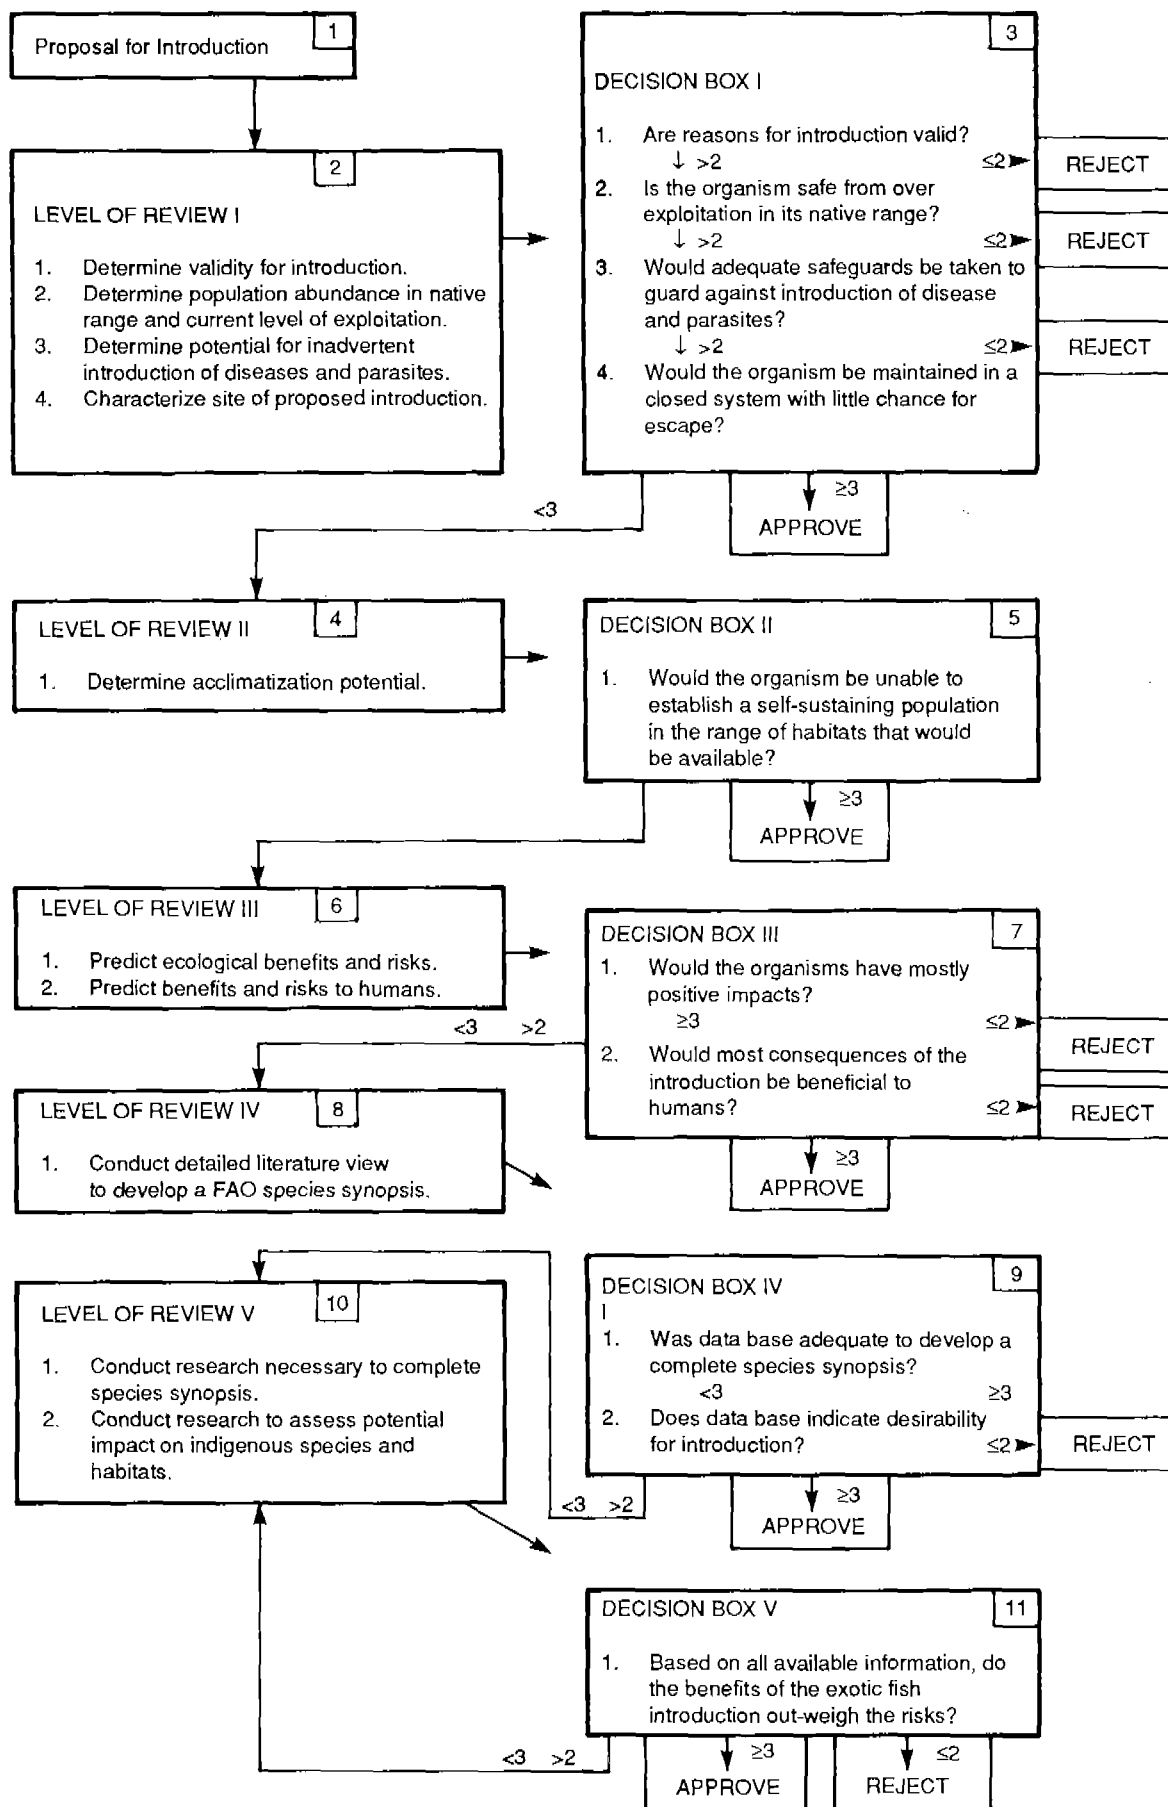 Proposal for Introduction
1
2
LEVEL OF REVIEW I
1. Determine validity for introduction.
2. Determine population abundance in native
range and current level of exploitation.
3. Determine potential for inadvertent
introduction of diseases and parasites.
4. Characterize site of proposed introduction.
3
DECISION BOX I
1. Are reasons for introduction valid?
↓ >2 ≤2 REJECT
2. Is the organism safe from over
exploitation in its native range?
↓ >2 ≤2 REJECT
3. Would adequate safeguards be taken to
guard against introduction of disease
and parasites?
↓ >2 ≤2 REJECT
4. Would the organism be maintained in a
closed system with little chance for
escape?
<3
≥3
APPROVE
LEVEL OF REVIEW II 4
1. Determine acclimatization potential.
DECISION BOX II 5
1. Would the organism be unable to
establish a self-sustaining population
in the range of habitats that would
be available?
≥3
APPROVE
LEVEL OF REVIEW III 6
1. Predict ecological benefits and risks.
2. Predict benefits and risks to humans.
DECISION BOX III 7
1. Would the organisms have mostly
positive impacts?
≥3 ≤2 REJECT
2. Would most consequences of the
introduction be beneficial to
humans? ≤2 REJECT
<3 >2
≥3
APPROVE
LEVEL OF REVIEW IV 8
1. Conduct detailed literature view
to develop a FAO species synopsis.
DECISION BOX IV 9
1. Was data base adequate to develop a
complete species synopsis?
<3 ≥3
2. Does data base indicate desirability
for introduction? ≤2 REJECT
<3 >2
≥3
APPROVE
LEVEL OF REVIEW V 10
1. Conduct research necessary to complete
species synopsis.
2. Conduct research to assess potential
impact on indigenous species and
habitats.
DECISION BOX V 11
1. Based on all available information, do
the benefits of the exotic fish
introduction out-weigh the risks?
<3 >2
≥3
APPROVE
≤2
REJECT